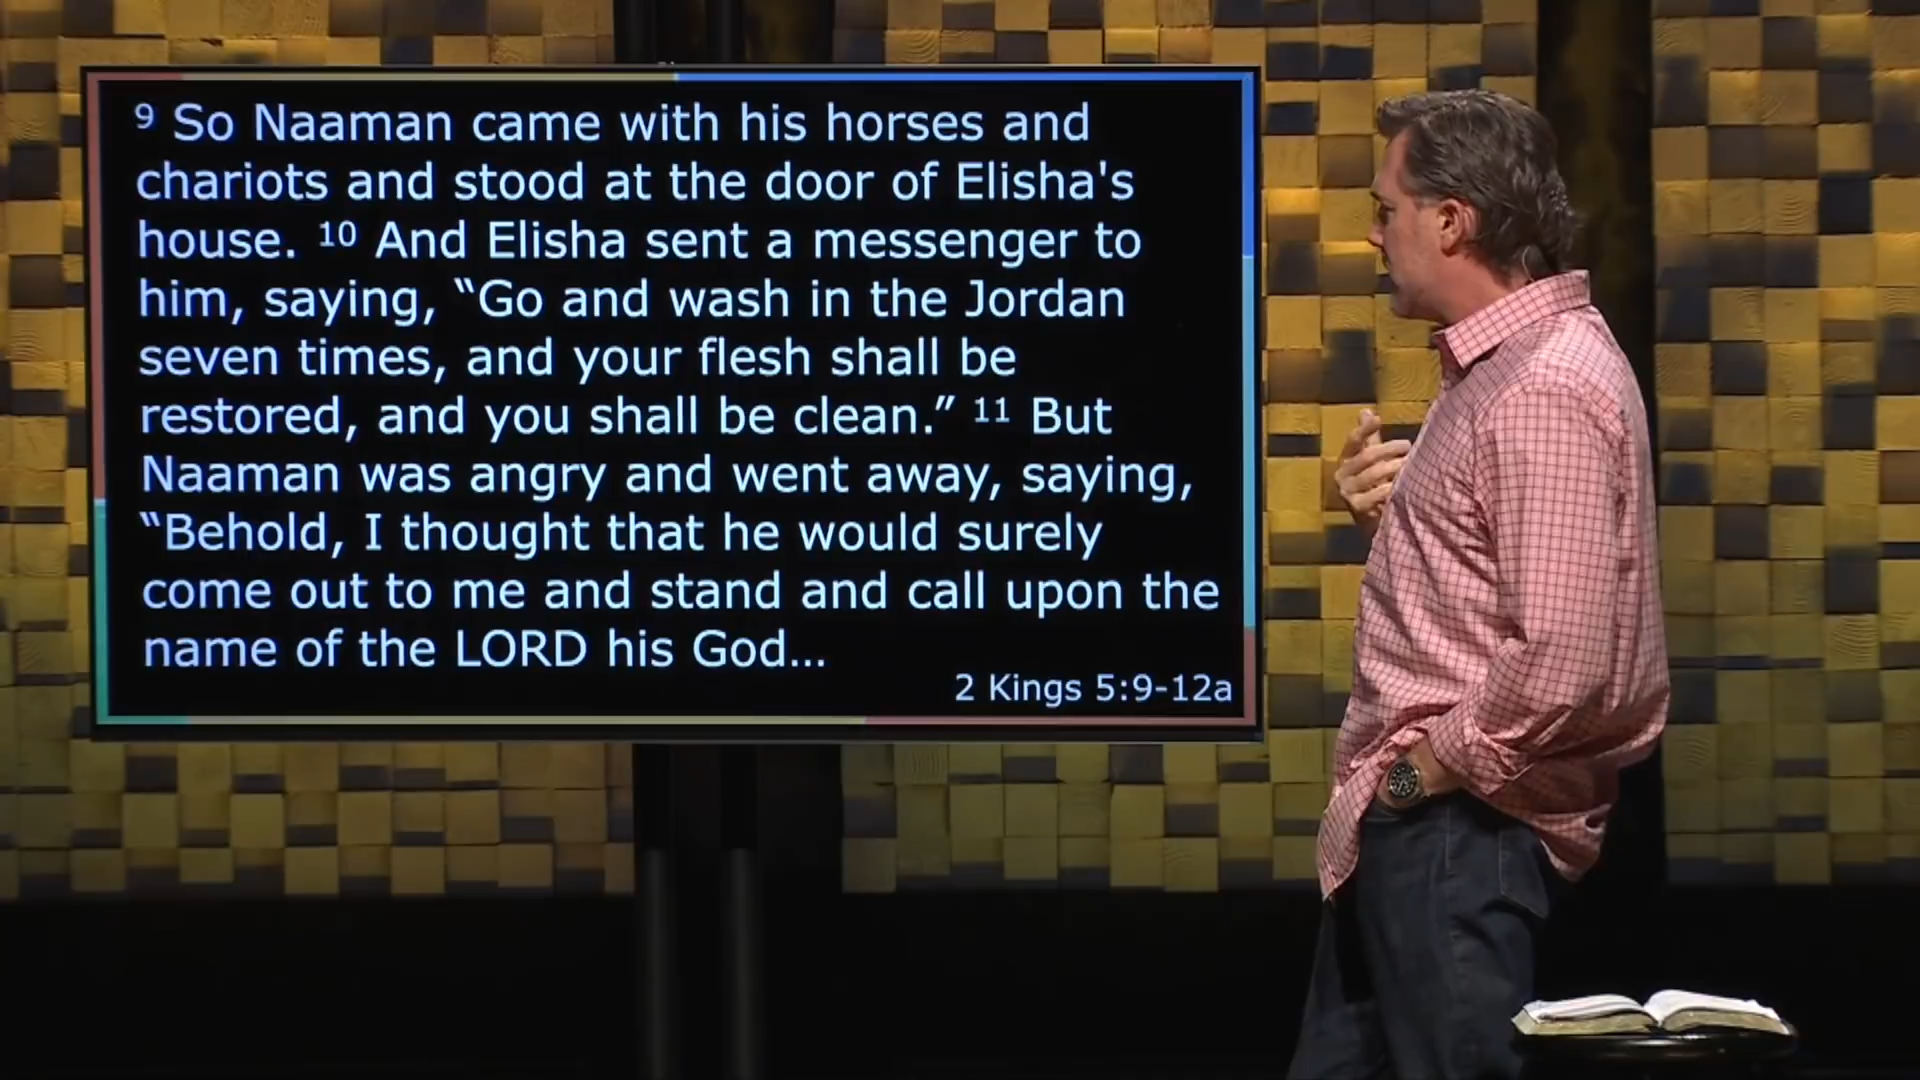 9 So Naaman came with his horses and
chariots and stood at the door of Elisha's
house. 10 And Elisha sent a messenger to
him, saying, “Go and wash in the Jordan
seven times, and your flesh shall be
restored, and you shall be clean.” 11 But
Naaman was angry and went away, saying,
“Behold, I thought that he would surely
come out to me and stand and call upon the
name of the LORD his God...
2 Kings 5:9-12a